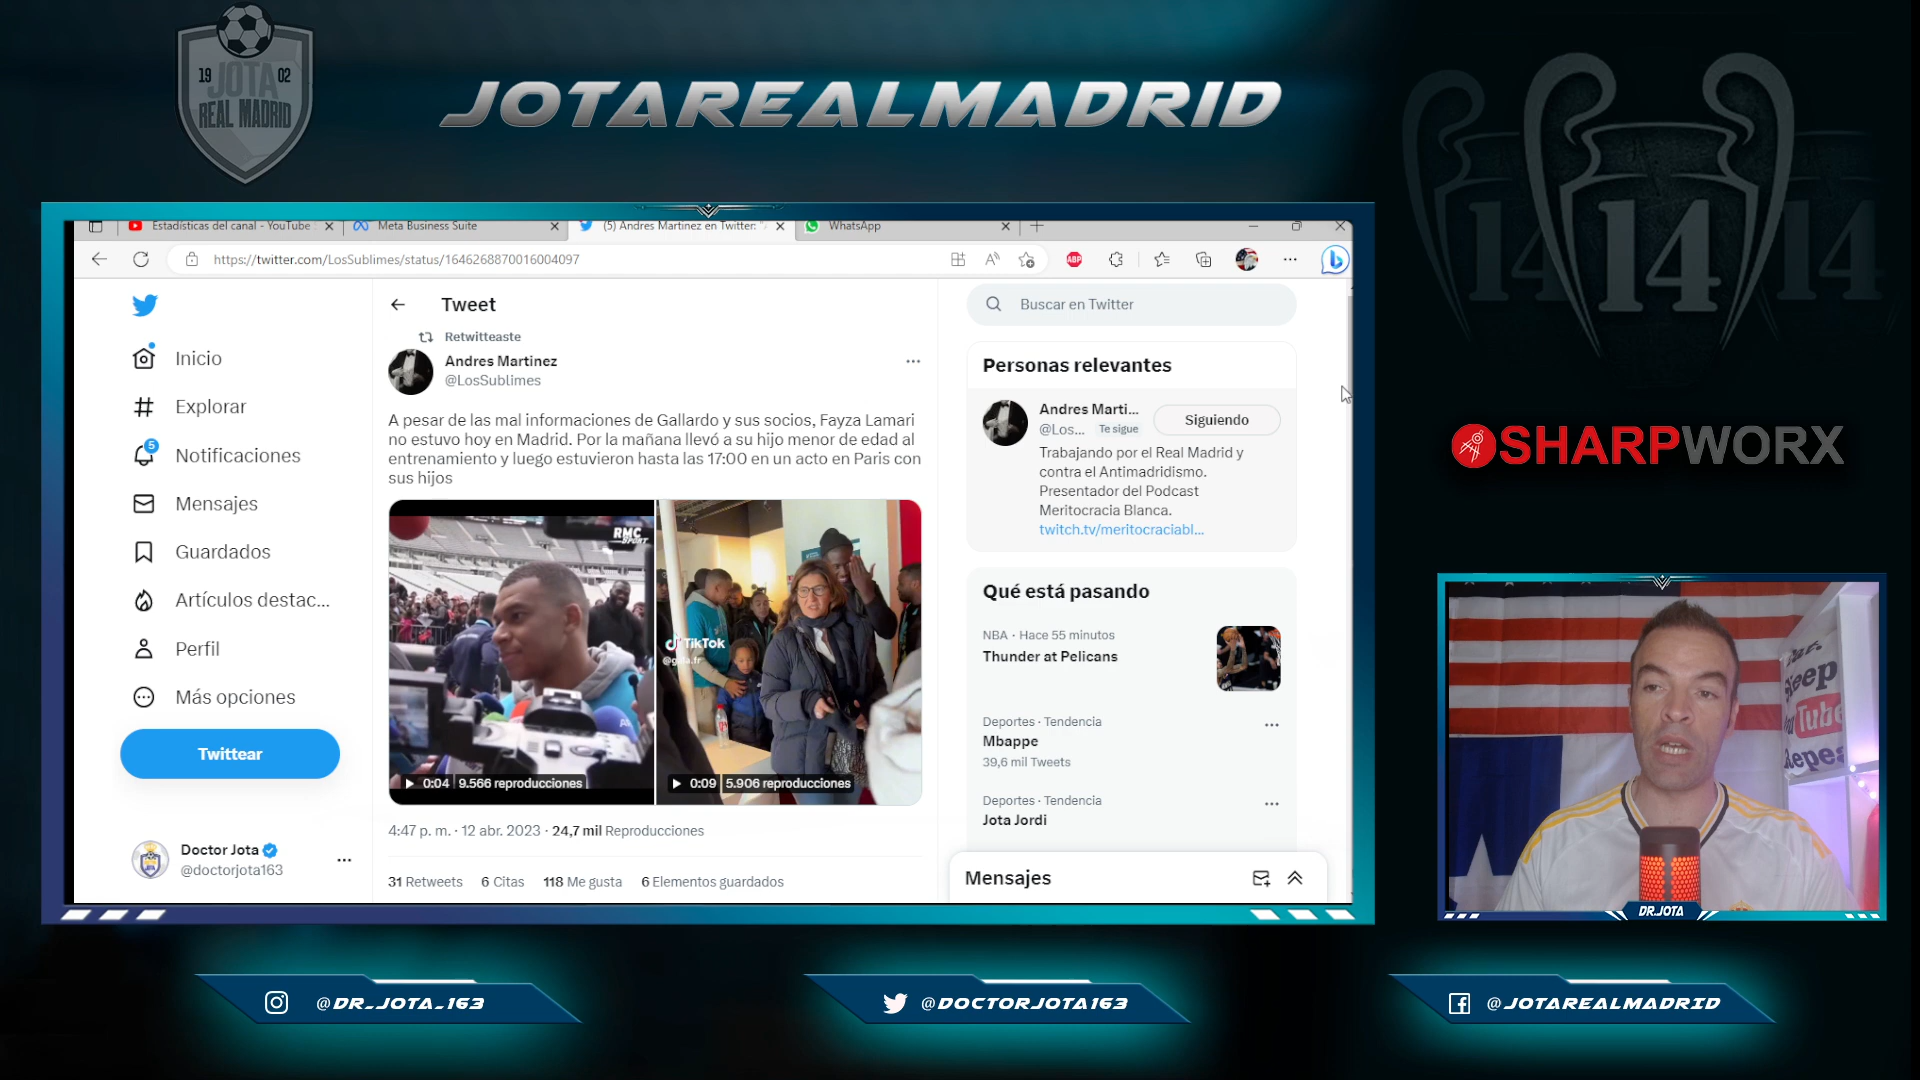 19 JOTA 02
REAL MADRID
JOTAREALMADRID
14
14
Estadísticas del canal - YouTube
Meta Business Suite
(5) Andres Martinez en Twitter: "
WhatsApp
https://twitter.com/LosSublimes/status/1646268870016004097
ABP
Inicio
Explorar
5
Notificaciones
Mensajes
Guardados
Artículos destac...
Perfil
Más opciones
Twittear
Doctor Jota
@doctorjota163
Tweet
Retwitteaste
Andres Martinez
@LosSublimes
A pesar de las mal informaciones de Gallardo y sus socios, Fayza Lamari
no estuvo hoy en Madrid. Por la mañana llevó a su hijo menor de edad al
entrenamiento y luego estuvieron hasta las 17:00 en un acto en Paris con
sus hijos
RMC
SPORT
TikTok
0:04 9.566 reproducciones
0:09 5.906 reproducciones
4:47 p. m. · 12 abr. 2023 · 24,7 mil Reproducciones
31 Retweets 6 Citas 118 Me gusta 6 Elementos guardados
Buscar en Twitter
Personas relevantes
Andres Marti...
@Los... Te sigue
Siguiendo
Trabajando por el Real Madrid y
contra el Antimadridismo.
Presentador del Podcast
Meritocracia Blanca.
twitch.tv/meritocraciabl...
Qué está pasando
NBA · Hace 55 minutos
Thunder at Pelicans
Deportes · Tendencia
Mbappe
39,6 mil Tweets
Deportes · Tendencia
Jota Jordi
Mensajes
SHARPWORX
Keep
Tube
Repea
DR.JOTA
@DR_JOTA_163
@DOCTORJOTA163
@JOTAREALMADRID